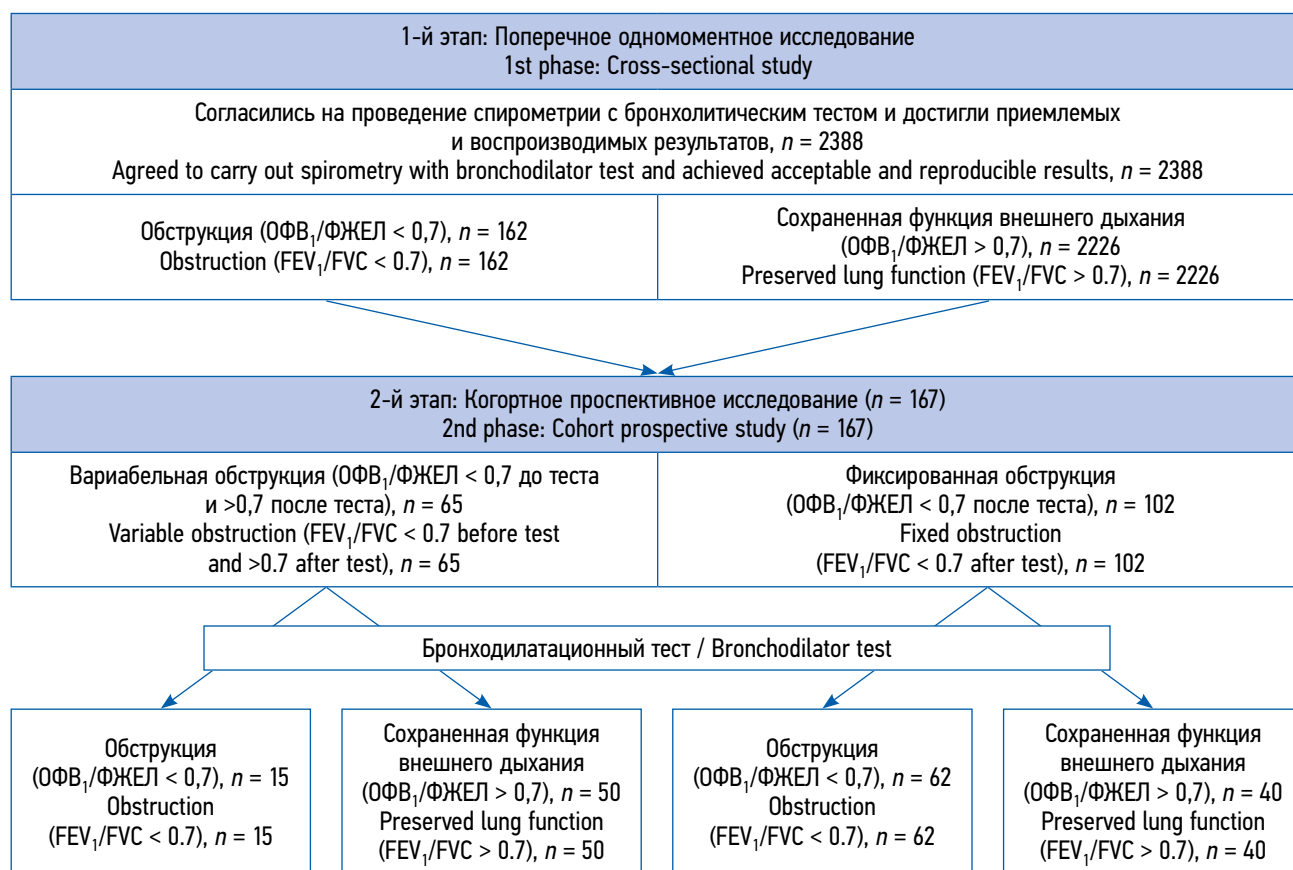 1-й этап: Поперечное одномоментное исследование
1st phase: Cross-sectional study
Согласились на проведение спирометрии с бронхолитическим тестом и достигли приемлемых
и воспроизводимых результатов, n = 2388
Agreed to carry out spirometry with bronchodilator test and achieved acceptable and reproducible results, n = 2388
Обструкция (ОФВ₁/ФЖЕЛ < 0,7), n = 162
Obstruction (FEV₁/FVC < 0.7), n = 162
Сохраненная функция внешнего дыхания
(ОФВ₁/ФЖЕЛ > 0,7), n = 2226
Preserved lung function (FEV₁/FVC > 0.7), n = 2226
2-й этап: Когортное проспективное исследование (n = 167)
2nd phase: Cohort prospective study (n = 167)
Вариабельная обструкция (ОФВ₁/ФЖЕЛ < 0,7 до теста
и >0,7 после теста), n = 65
Variable obstruction (FEV₁/FVC < 0.7 before test
and >0.7 after test), n = 65
Фиксированная обструкция
(ОФВ₁/ФЖЕЛ < 0,7 после теста), n = 102
Fixed obstruction
(FEV₁/FVC < 0.7 after test), n = 102
Бронходилатационный тест / Bronchodilator test
Обструкция
(ОФВ₁/ФЖЕЛ < 0,7), n = 15
Obstruction
(FEV₁/FVC < 0.7), n = 15
Сохраненная функция
внешнего дыхания
(ОФВ₁/ФЖЕЛ > 0,7), n = 50
Preserved lung function
(FEV₁/FVC > 0.7), n = 50
Обструкция
(ОФВ₁/ФЖЕЛ < 0,7), n = 62
Obstruction
(FEV₁/FVC < 0.7), n = 62
Сохраненная функция
внешнего дыхания
(ОФВ₁/ФЖЕЛ > 0,7), n = 40
Preserved lung function
(FEV₁/FVC > 0.7), n = 40